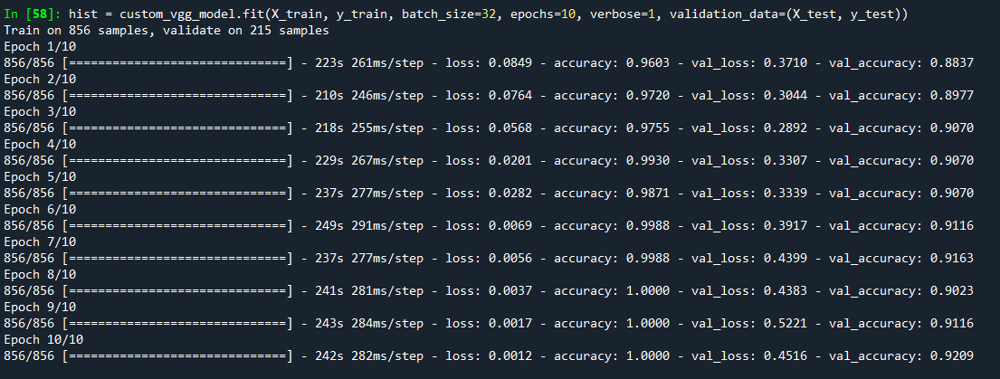 In [58]: hist = custom_vgg_model.fit(X_train, y_train, batch_size=32, epochs=10, verbose=1, validation_data=(X_test, y_test))
Train on 856 samples, validate on 215 samples
Epoch 1/10
856/856 [==============================] - 223s 261ms/step - loss: 0.0849 - accuracy: 0.9603 - val_loss: 0.3710 - val_accuracy: 0.8837
Epoch 2/10
856/856 [==============================] - 210s 246ms/step - loss: 0.0764 - accuracy: 0.9720 - val_loss: 0.3044 - val_accuracy: 0.8977
Epoch 3/10
856/856 [==============================] - 218s 255ms/step - loss: 0.0568 - accuracy: 0.9755 - val_loss: 0.2892 - val_accuracy: 0.9070
Epoch 4/10
856/856 [==============================] - 229s 267ms/step - loss: 0.0201 - accuracy: 0.9930 - val_loss: 0.3307 - val_accuracy: 0.9070
Epoch 5/10
856/856 [==============================] - 237s 277ms/step - loss: 0.0282 - accuracy: 0.9871 - val_loss: 0.3339 - val_accuracy: 0.9070
Epoch 6/10
856/856 [==============================] - 249s 291ms/step - loss: 0.0069 - accuracy: 0.9988 - val_loss: 0.3917 - val_accuracy: 0.9116
Epoch 7/10
856/856 [==============================] - 237s 277ms/step - loss: 0.0056 - accuracy: 0.9988 - val_loss: 0.4399 - val_accuracy: 0.9163
Epoch 8/10
856/856 [==============================] - 241s 281ms/step - loss: 0.0037 - accuracy: 1.0000 - val_loss: 0.4383 - val_accuracy: 0.9023
Epoch 9/10
856/856 [==============================] - 243s 284ms/step - loss: 0.0017 - accuracy: 1.0000 - val_loss: 0.5221 - val_accuracy: 0.9116
Epoch 10/10
856/856 [==============================] - 242s 282ms/step - loss: 0.0012 - accuracy: 1.0000 - val_loss: 0.4516 - val_accuracy: 0.9209